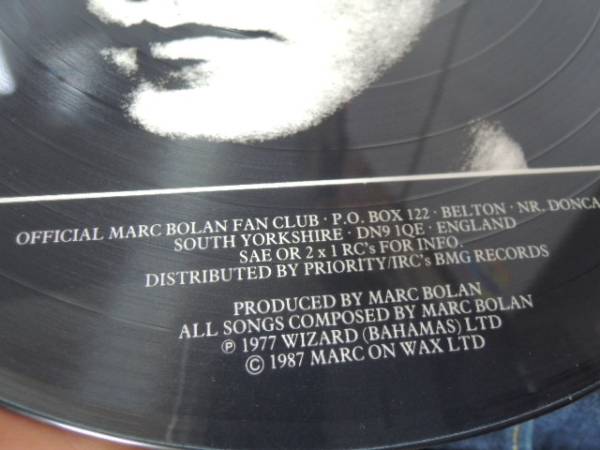 OFFICIAL MARC BOLAN FAN CLUB · P.O. BOX 122 · BELTON · NR. DONCA
SOUTH YORKSHIRE · DN9 1QE · ENGLAND
SAE OR 2 x 1 RC's FOR INFO.
DISTRIBUTED BY PRIORITY/IRC's BMG RECORDS
PRODUCED BY MARC BOLAN
ALL SONGS COMPOSED BY MARC BOLAN
℗ 1977 WIZARD (BAHAMAS) LTD
© 1987 MARC ON WAX LTD